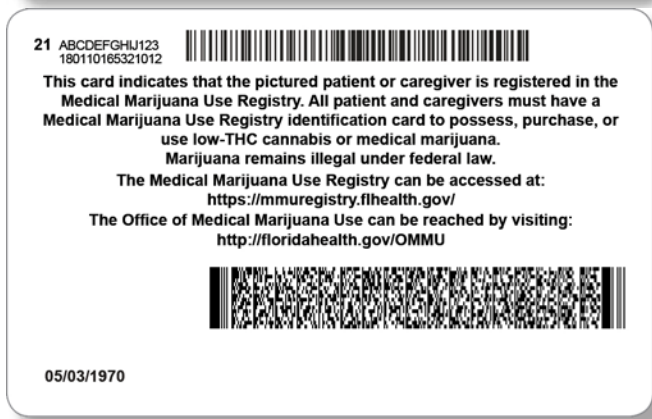 21 ABCDEFGHIJ123
180110165321012
This card indicates that the pictured patient or caregiver is registered in the
Medical Marijuana Use Registry. All patient and caregivers must have a
Medical Marijuana Use Registry identification card to possess, purchase, or
use low-THC cannabis or medical marijuana.
Marijuana remains illegal under federal law.
The Medical Marijuana Use Registry can be accessed at:
https://mmuregistry.flhealth.gov/
The Office of Medical Marijuana Use can be reached by visiting:
http://floridahealth.gov/OMMU
05/03/1970